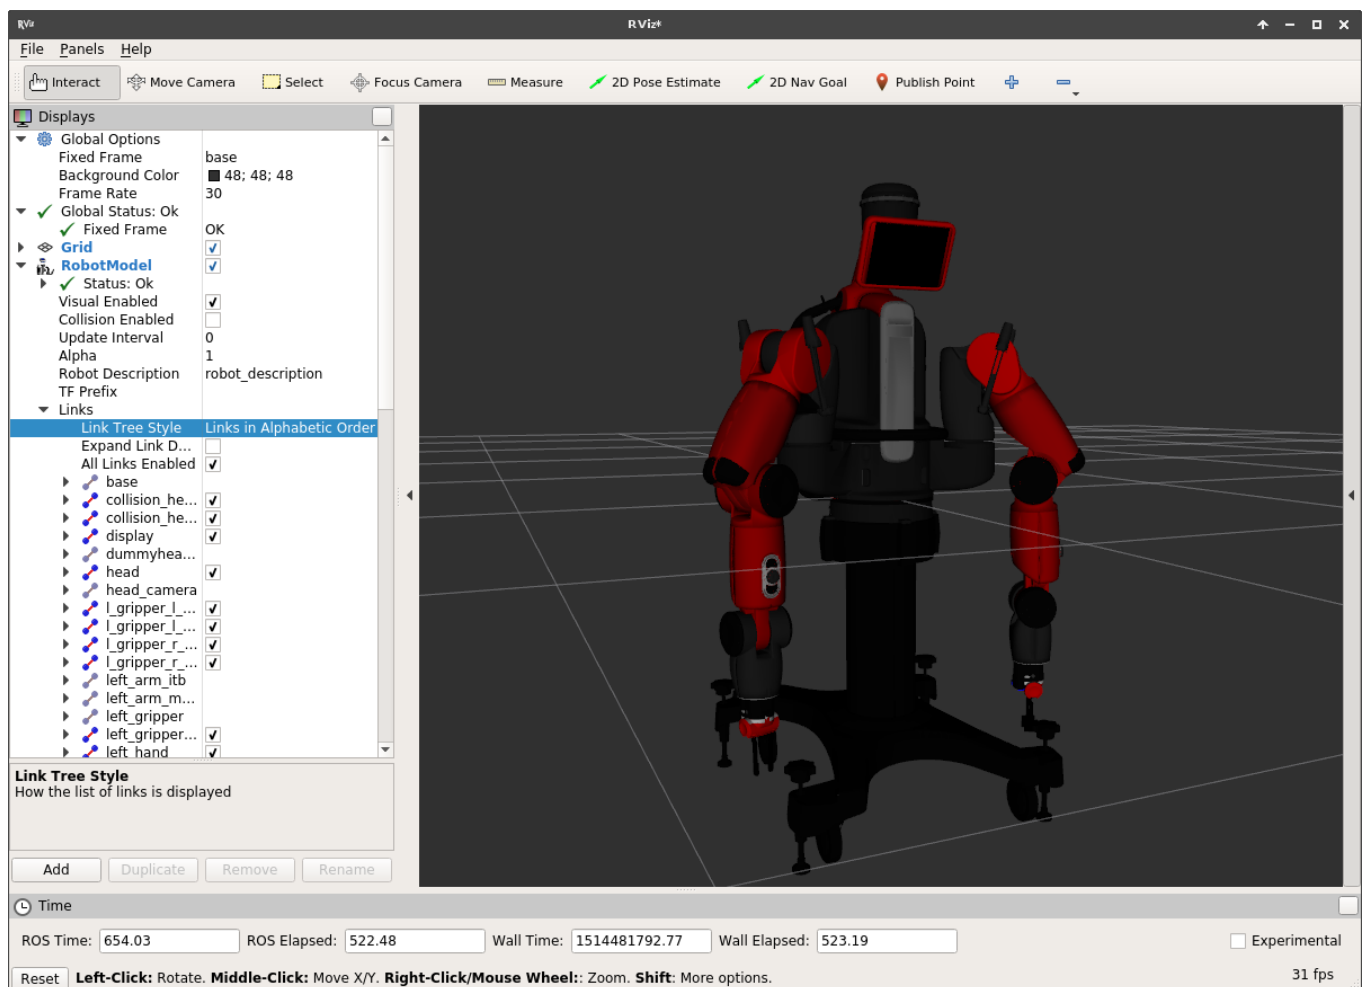 RViz
RViz*
File Panels Help
Interact Move Camera Select Focus Camera Measure 2D Pose Estimate 2D Nav Goal Publish Point
Displays
Global Options
Fixed Frame base
Background Color 48; 48; 48
Frame Rate 30
Global Status: Ok
Fixed Frame OK
Grid
RobotModel
Status: Ok
Visual Enabled
Collision Enabled
Update Interval 0
Alpha 1
Robot Description robot_description
TF Prefix
Links
Link Tree Style Links in Alphabetic Order
Expand Link D...
All Links Enabled
base
collision_he...
collision_he...
display
dummyhea...
head
head_camera
l_gripper_l_...
l_gripper_l_...
l_gripper_r_...
l_gripper_r_...
left_arm_itb
left_arm_m...
left_gripper
left_gripper...
left_hand
Link Tree Style
How the list of links is displayed
Add Duplicate Remove Rename
Time
ROS Time: 654.03 ROS Elapsed: 522.48 Wall Time: 1514481792.77 Wall Elapsed: 523.19 Experimental
Reset Left-Click: Rotate. Middle-Click: Move X/Y. Right-Click/Mouse Wheel:: Zoom. Shift: More options. 31 fps